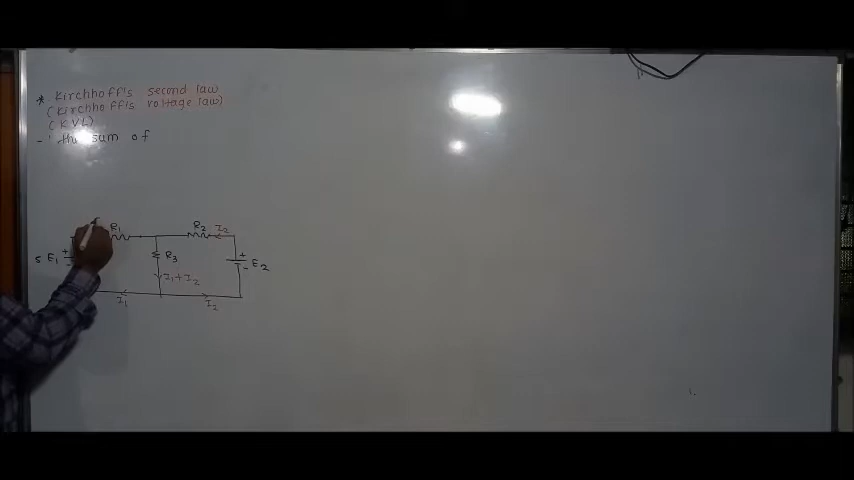 * Kirchhoff's second law
(Kirchhoff's voltage law)
(KVL)
- ' the sum of
R1
R2
I2
5 E1 +
-
R3
+
- E2
I1+I2
I1
I2